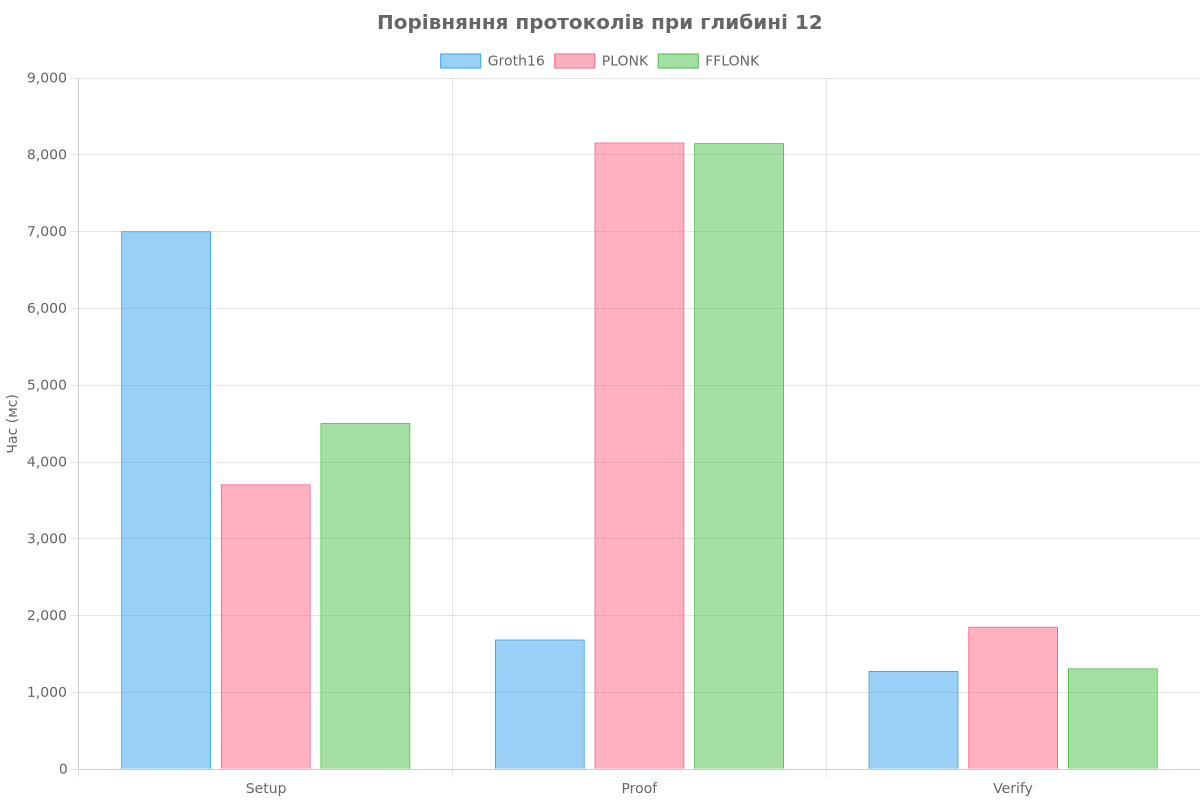 Порівняння протоколів при глибині 12
Groth16 PLONK FFLONK
9,000
8,000
7,000
6,000
5,000
4,000
3,000
2,000
1,000
0
Час (мс)
Setup Proof Verify